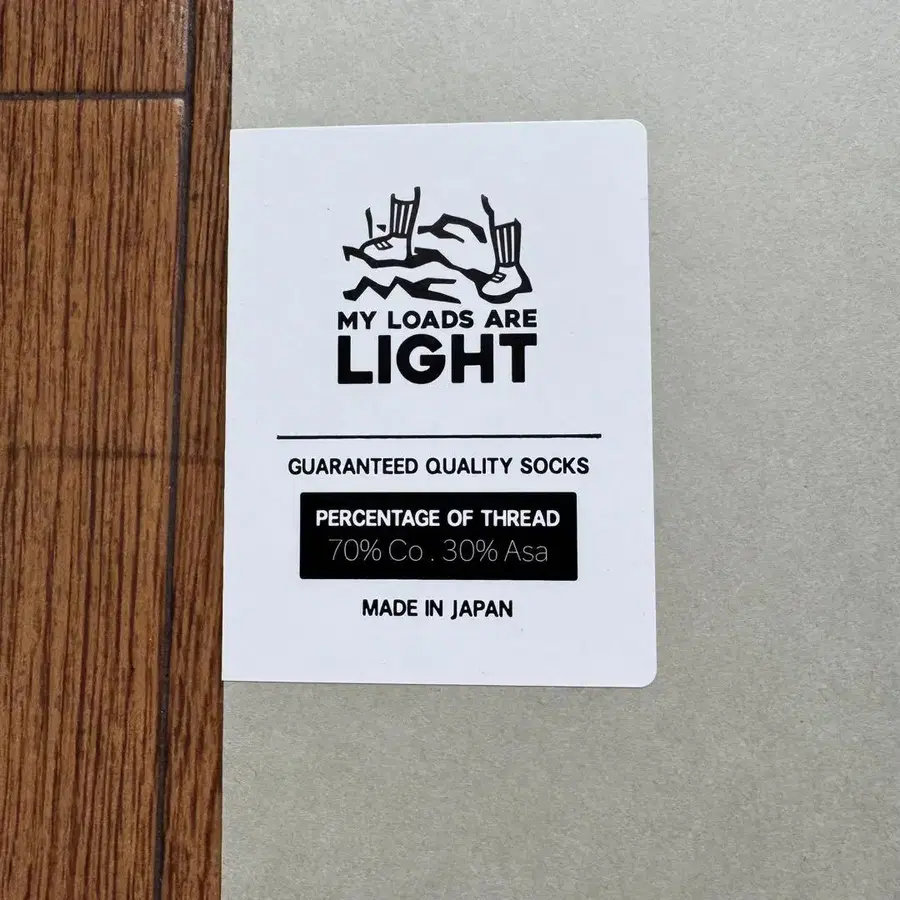 MY LOADS ARE
LIGHT
GUARANTEED QUALITY SOCKS
PERCENTAGE OF THREAD
70% Co . 30% Asa
MADE IN JAPAN